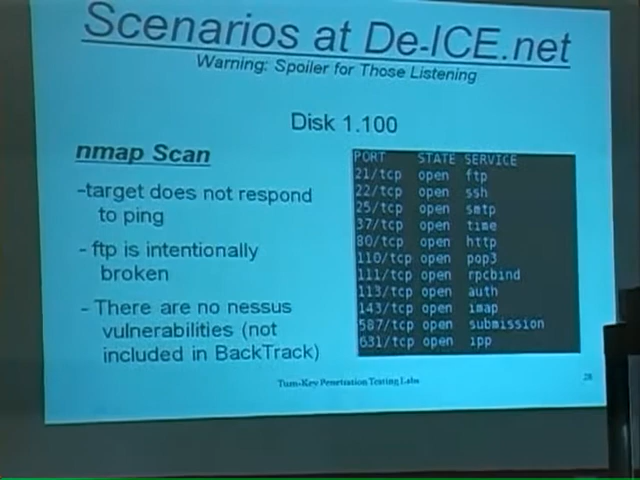 Scenarios at De-ICE.net
Warning: Spoiler for Those Listening
Disk 1.100
nmap Scan
-target does not respond
to ping
- ftp is intentionally
broken
- There are no nessus
vulnerabilities (not
included in BackTrack)
PORT STATE SERVICE
21/tcp open ftp
22/tcp open ssh
25/tcp open smtp
37/tcp open time
80/tcp open http
110/tcp open pop3
111/tcp open rpcbind
113/tcp open auth
143/tcp open imap
587/tcp open submission
631/tcp open ipp
Turn-Key Penetration Testing Labs
28